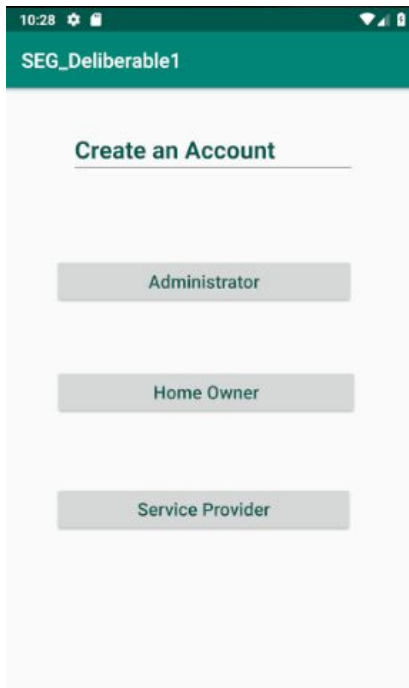 10:28
SEG_Deliberable1
Create an Account
Administrator
Home Owner
Service Provider